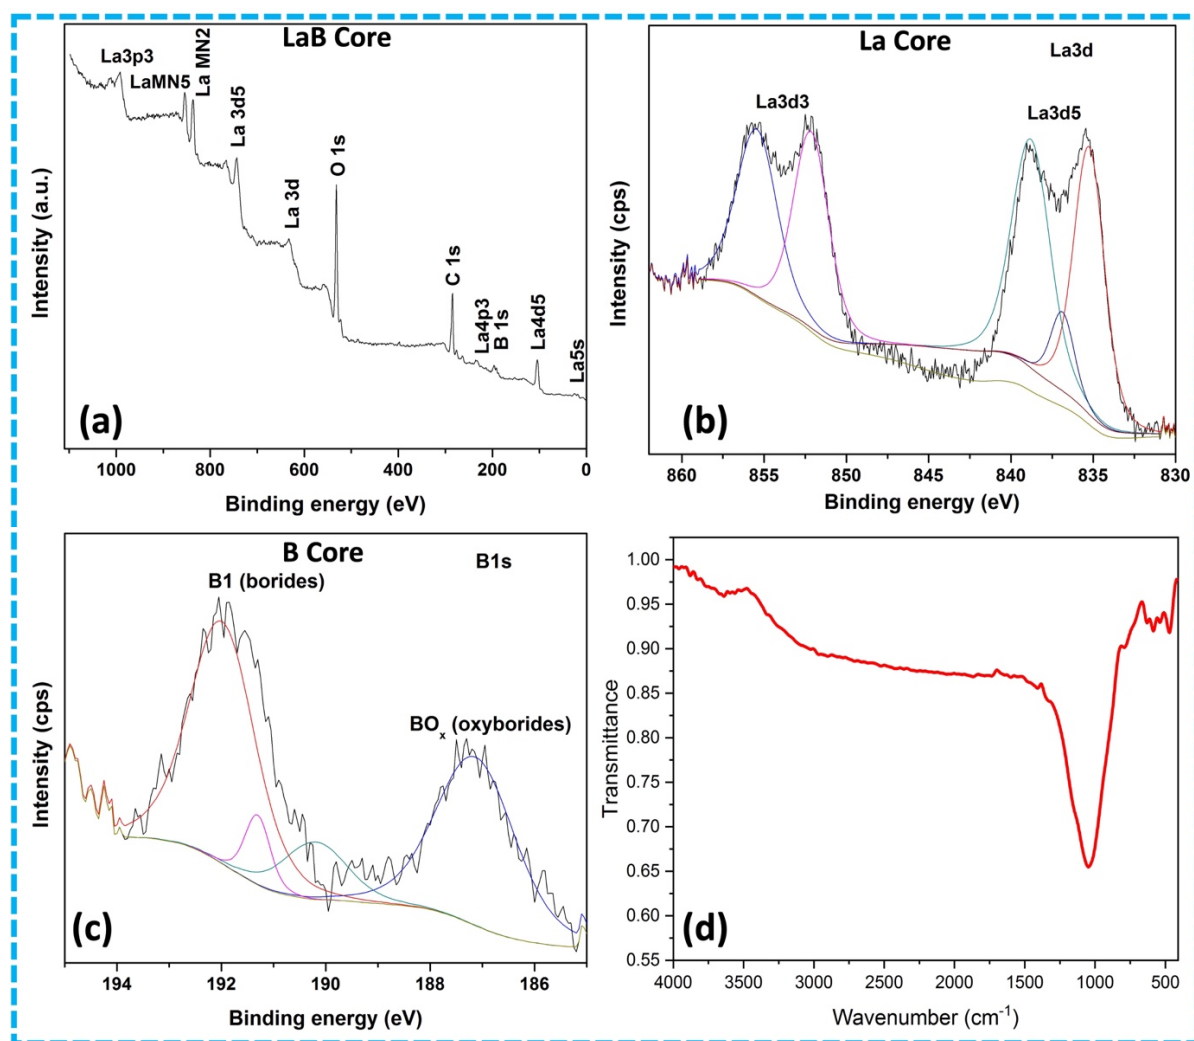 LaB Core
La3p3
LaMN5
La MN2
La 3d5
La 3d
O 1s
C 1s
La4p3
B 1s
La4d5
La5s
Intensity (a.u.)
(a)
1000 800 600 400 200 0
Binding energy (eV)
La Core
La3d
La3d3
La3d5
Intensity (cps)
(b)
860 855 850 845 840 835 830
Binding energy (eV)
B Core
B1s
B1 (borides)
BOx (oxyborides)
Intensity (cps)
(c)
194 192 190 188 186
Binding energy (eV)
1.00
0.95
0.90
0.85
0.80
0.75
0.70
0.65
0.60
0.55
Transmittance
(d)
4000 3500 3000 2500 2000 1500 1000 500
Wavenumber (cm-1)